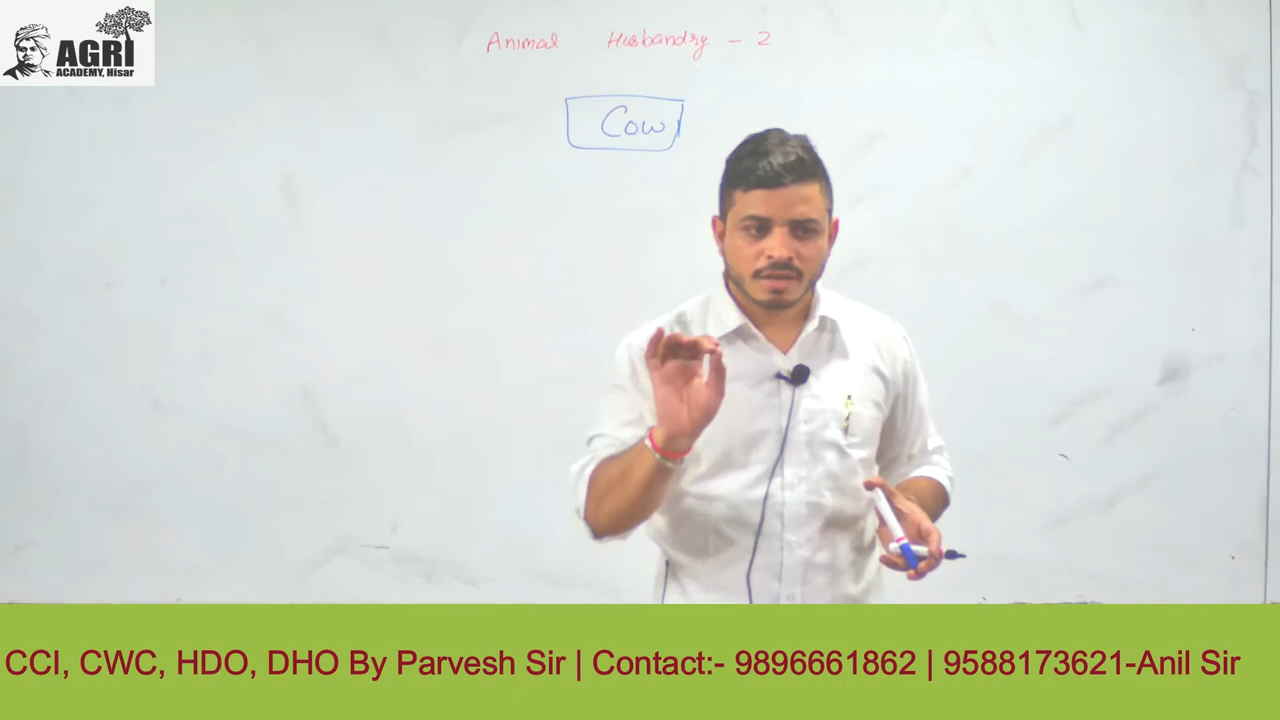 AGRI
ACADEMY, Hisar
Animal Husbandry - 2
Cow
CCI, CWC, HDO, DHO By Parvesh Sir | Contact:- 9896661862 | 9588173621-Anil Sir